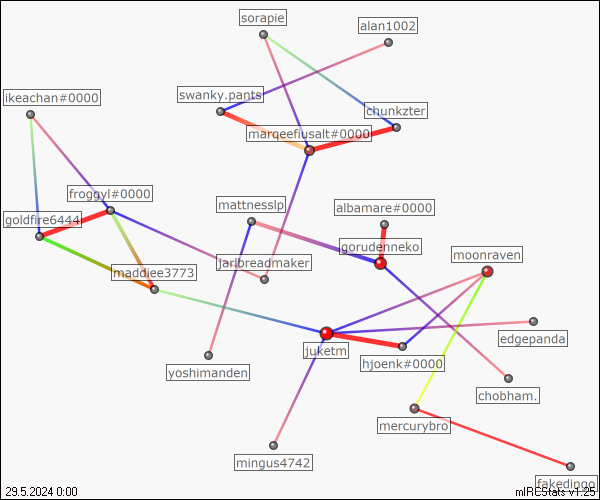 sorapie
alan1002
ikeachan#0000
swanky.pants
chunkzter
marqeefiusalt#0000
froggyl#0000
mattnesslp
albamare#0000
goldfire6444
gorudenneko
moonraven
maddiee3773
jarlbreadmaker
juketm
edgepanda
yoshimanden
hjoenk#0000
chobham.
mercurybro
mingus4742
fakedingo
29.5.2024 0:00
mIRCStats v1.25